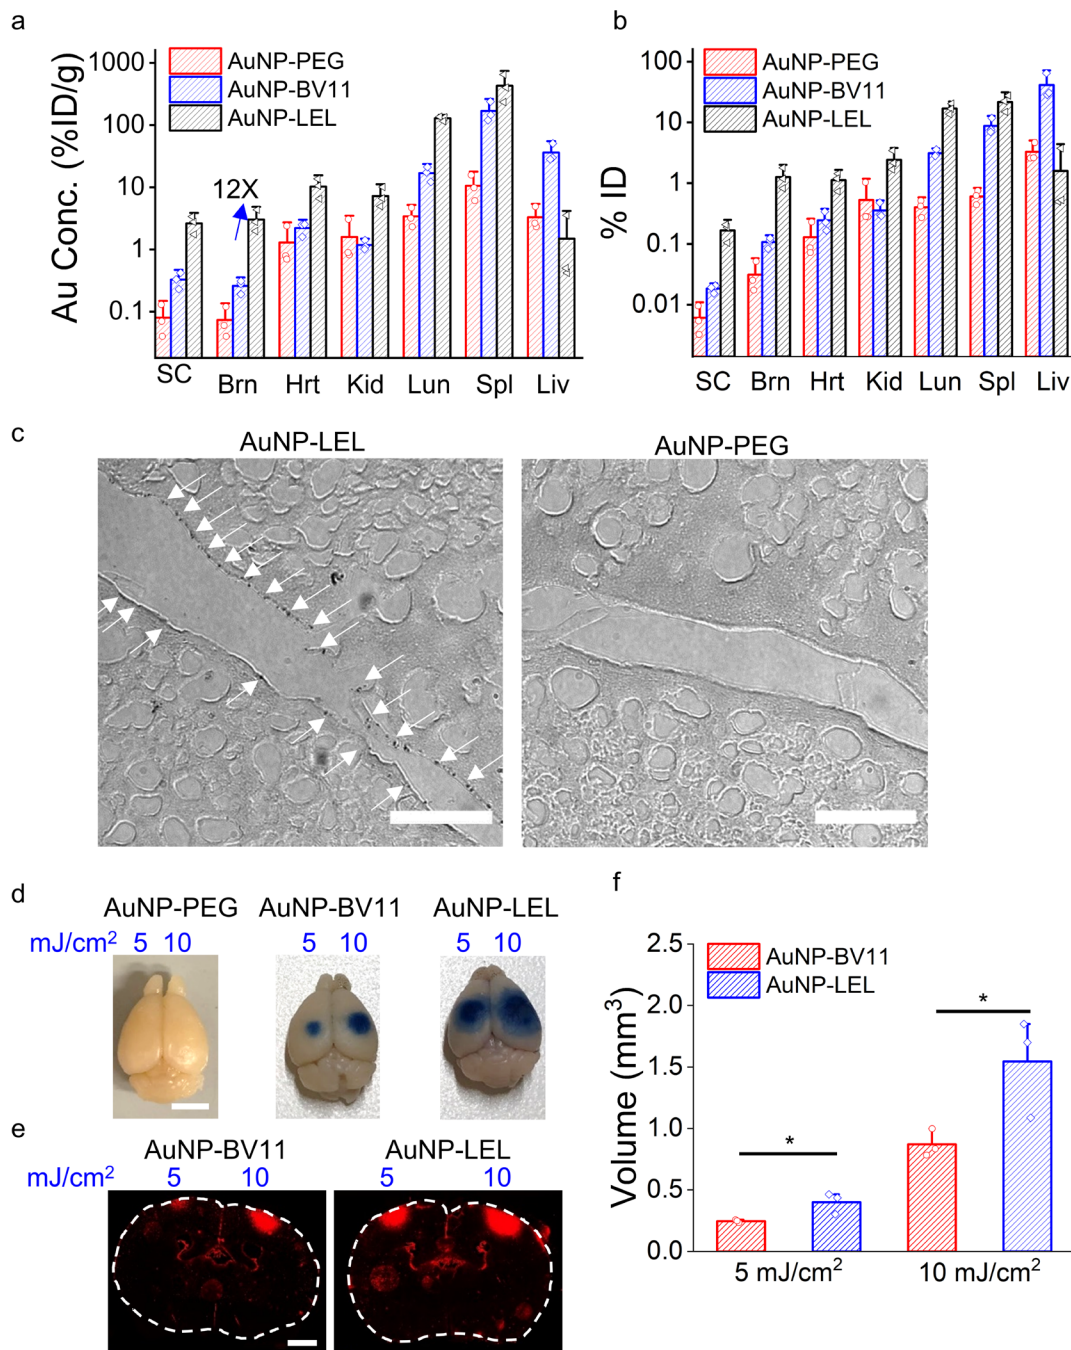 a
Au Conc. (%ID/g)
1000
100
10
1
0.1
AuNP-PEG
AuNP-BV11
AuNP-LEL
12X
SC Brn Hrt Kid Lun Spl Liv
b
% ID
100
10
1
0.1
0.01
AuNP-PEG
AuNP-BV11
AuNP-LEL
SC Brn Hrt Kid Lun Spl Liv
c
AuNP-LEL AuNP-PEG
d
AuNP-PEG AuNP-BV11 AuNP-LEL
mJ/cm² 5 10 5 10 5 10
e
AuNP-BV11 AuNP-LEL
mJ/cm² 5 10 5 10
f
Volume (mm³)
2.5
2.0
1.5
1.0
0.5
0.0
AuNP-BV11
AuNP-LEL
*
*
5 mJ/cm² 10 mJ/cm²